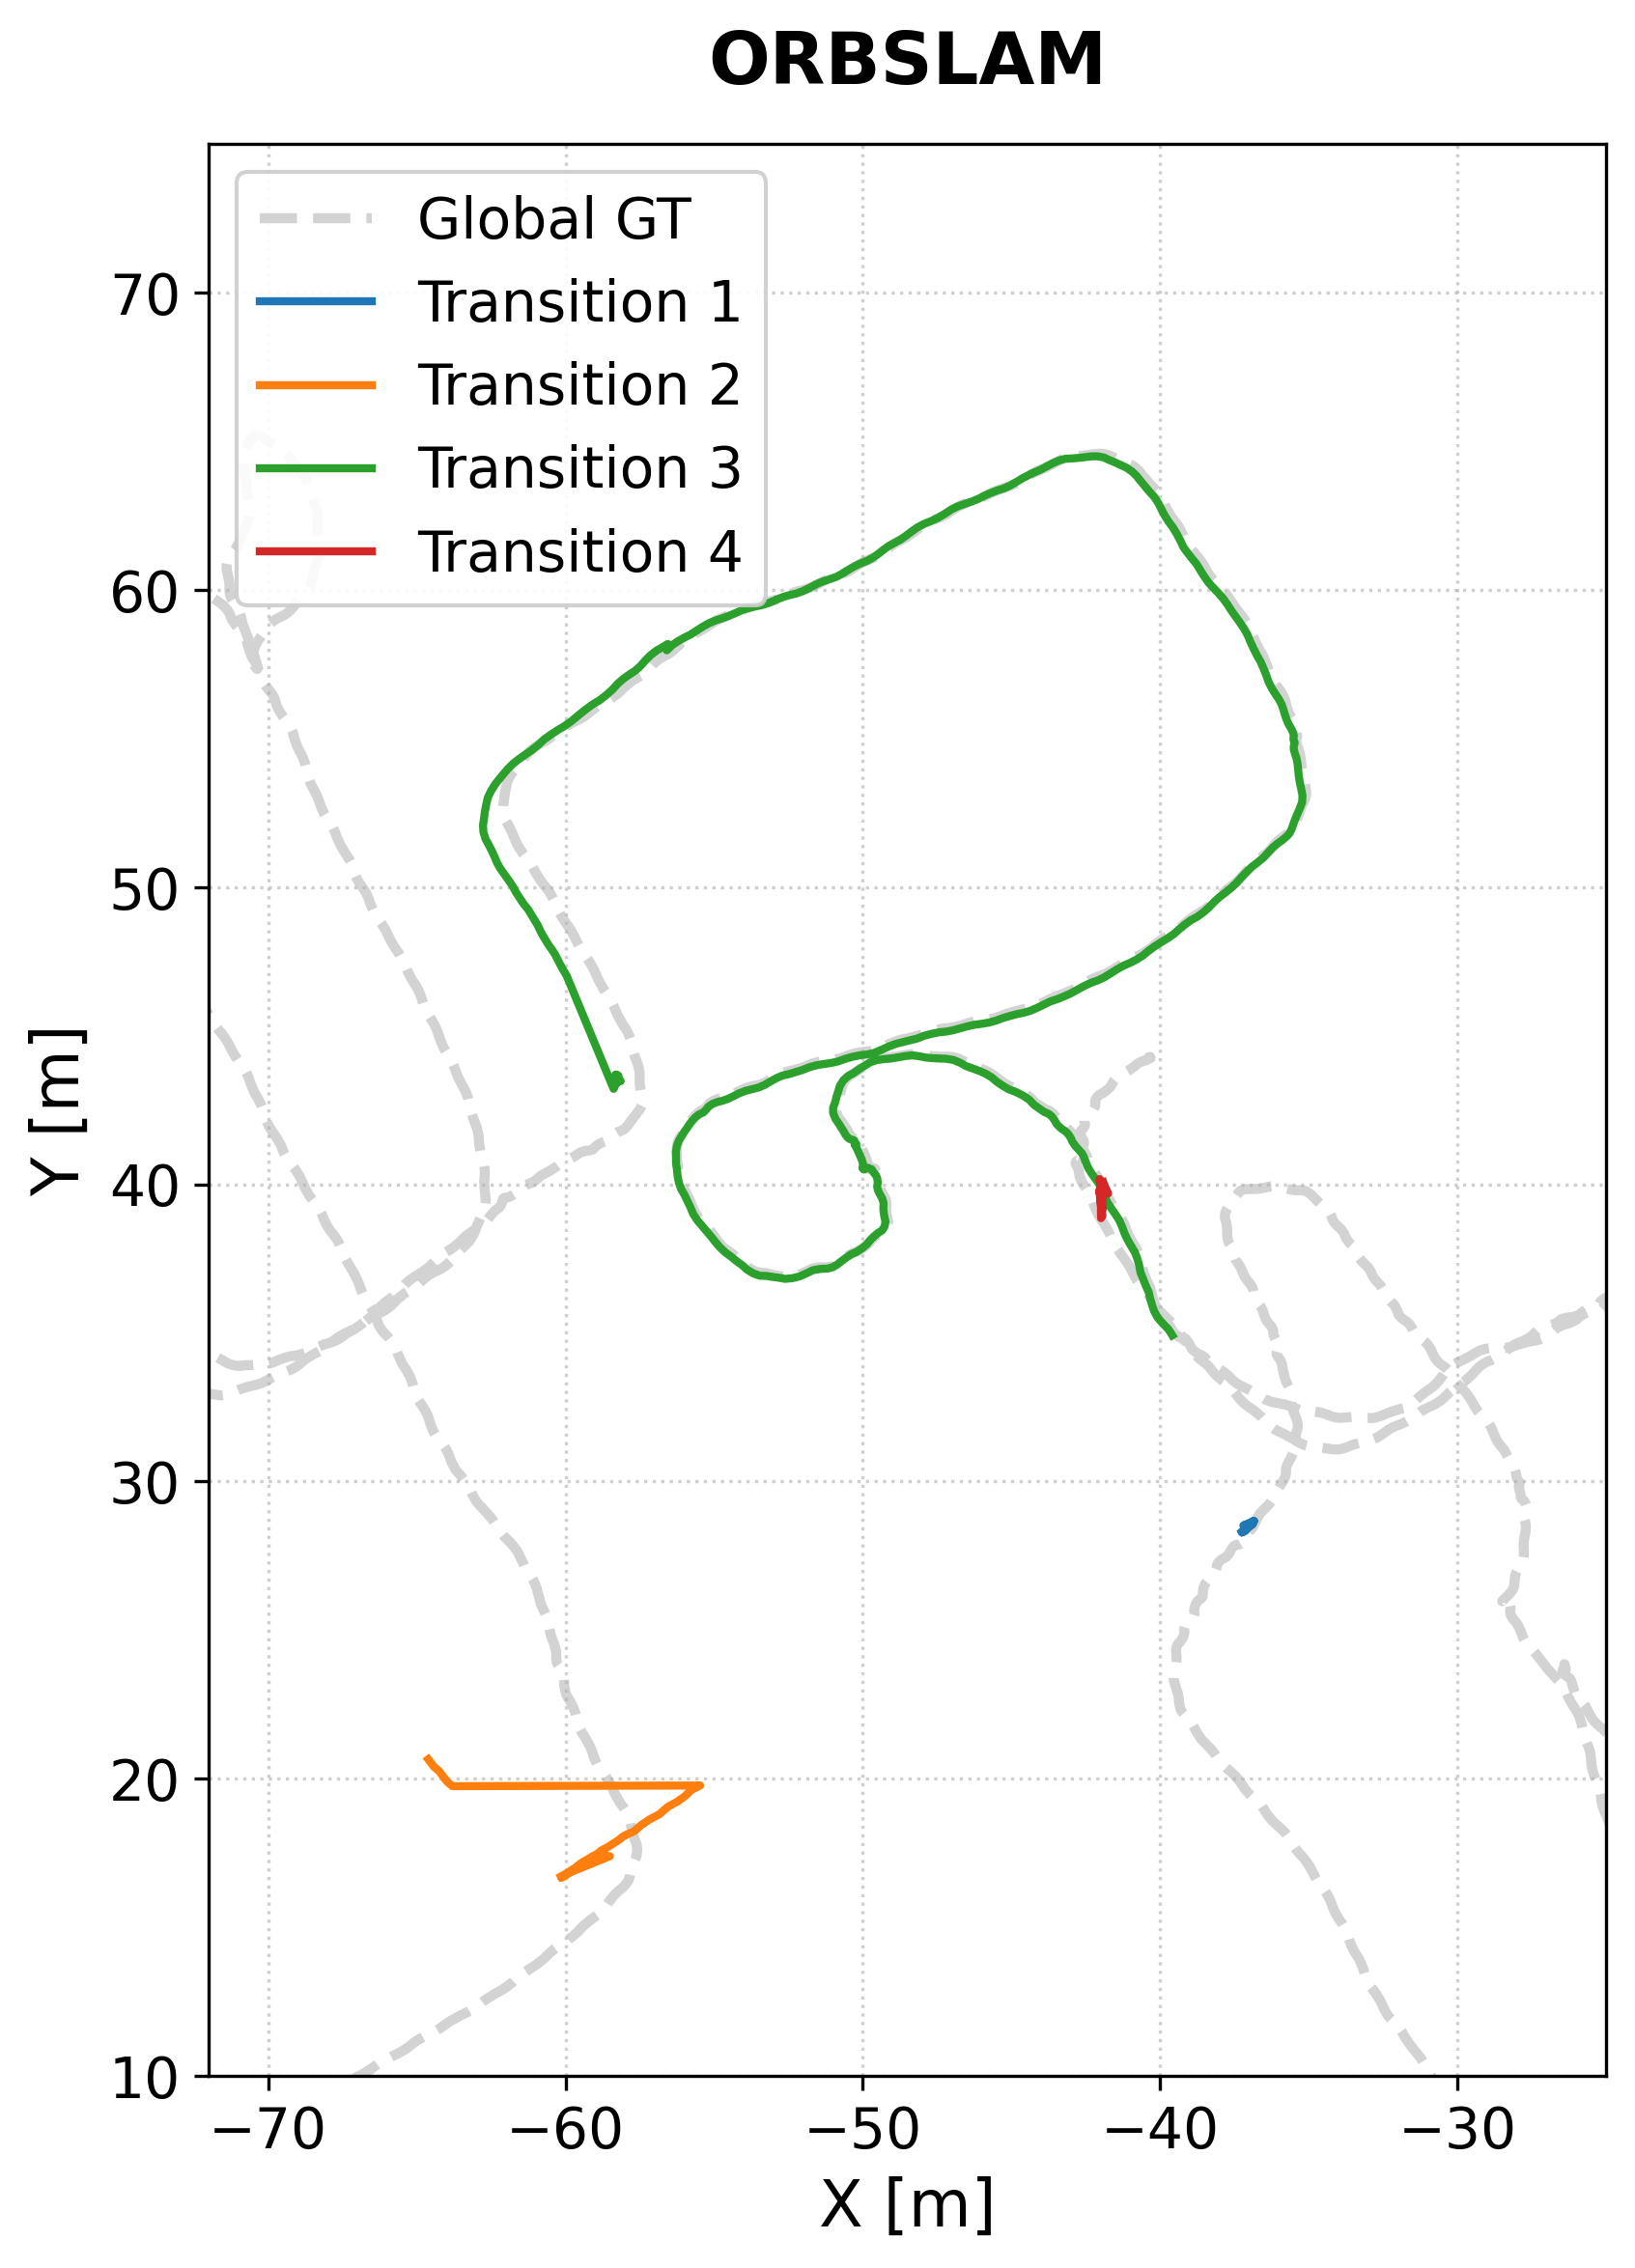 ORBSLAM
Global GT
Transition 1
Transition 2
Transition 3
Transition 4
70
60
50
40
30
20
10
Y [m]
−70 −60 −50 −40 −30
X [m]